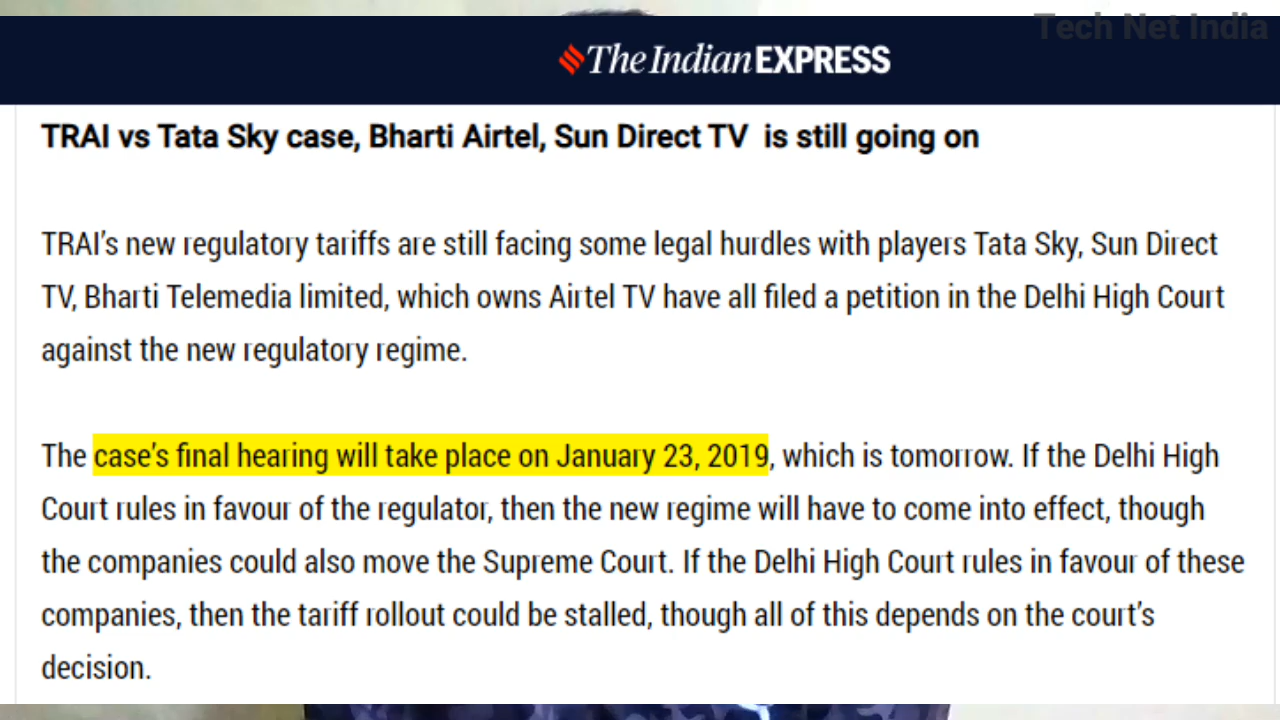 Tech Net India
The Indian EXPRESS
TRAI vs Tata Sky case, Bharti Airtel, Sun Direct TV is still going on
TRAI’s new regulatory tariffs are still facing some legal hurdles with players Tata Sky, Sun Direct
TV, Bharti Telemedia limited, which owns Airtel TV have all filed a petition in the Delhi High Court
against the new regulatory regime.
The case’s final hearing will take place on January 23, 2019, which is tomorrow. If the Delhi High
Court rules in favour of the regulator, then the new regime will have to come into effect, though
the companies could also move the Supreme Court. If the Delhi High Court rules in favour of these
companies, then the tariff rollout could be stalled, though all of this depends on the court’s
decision.